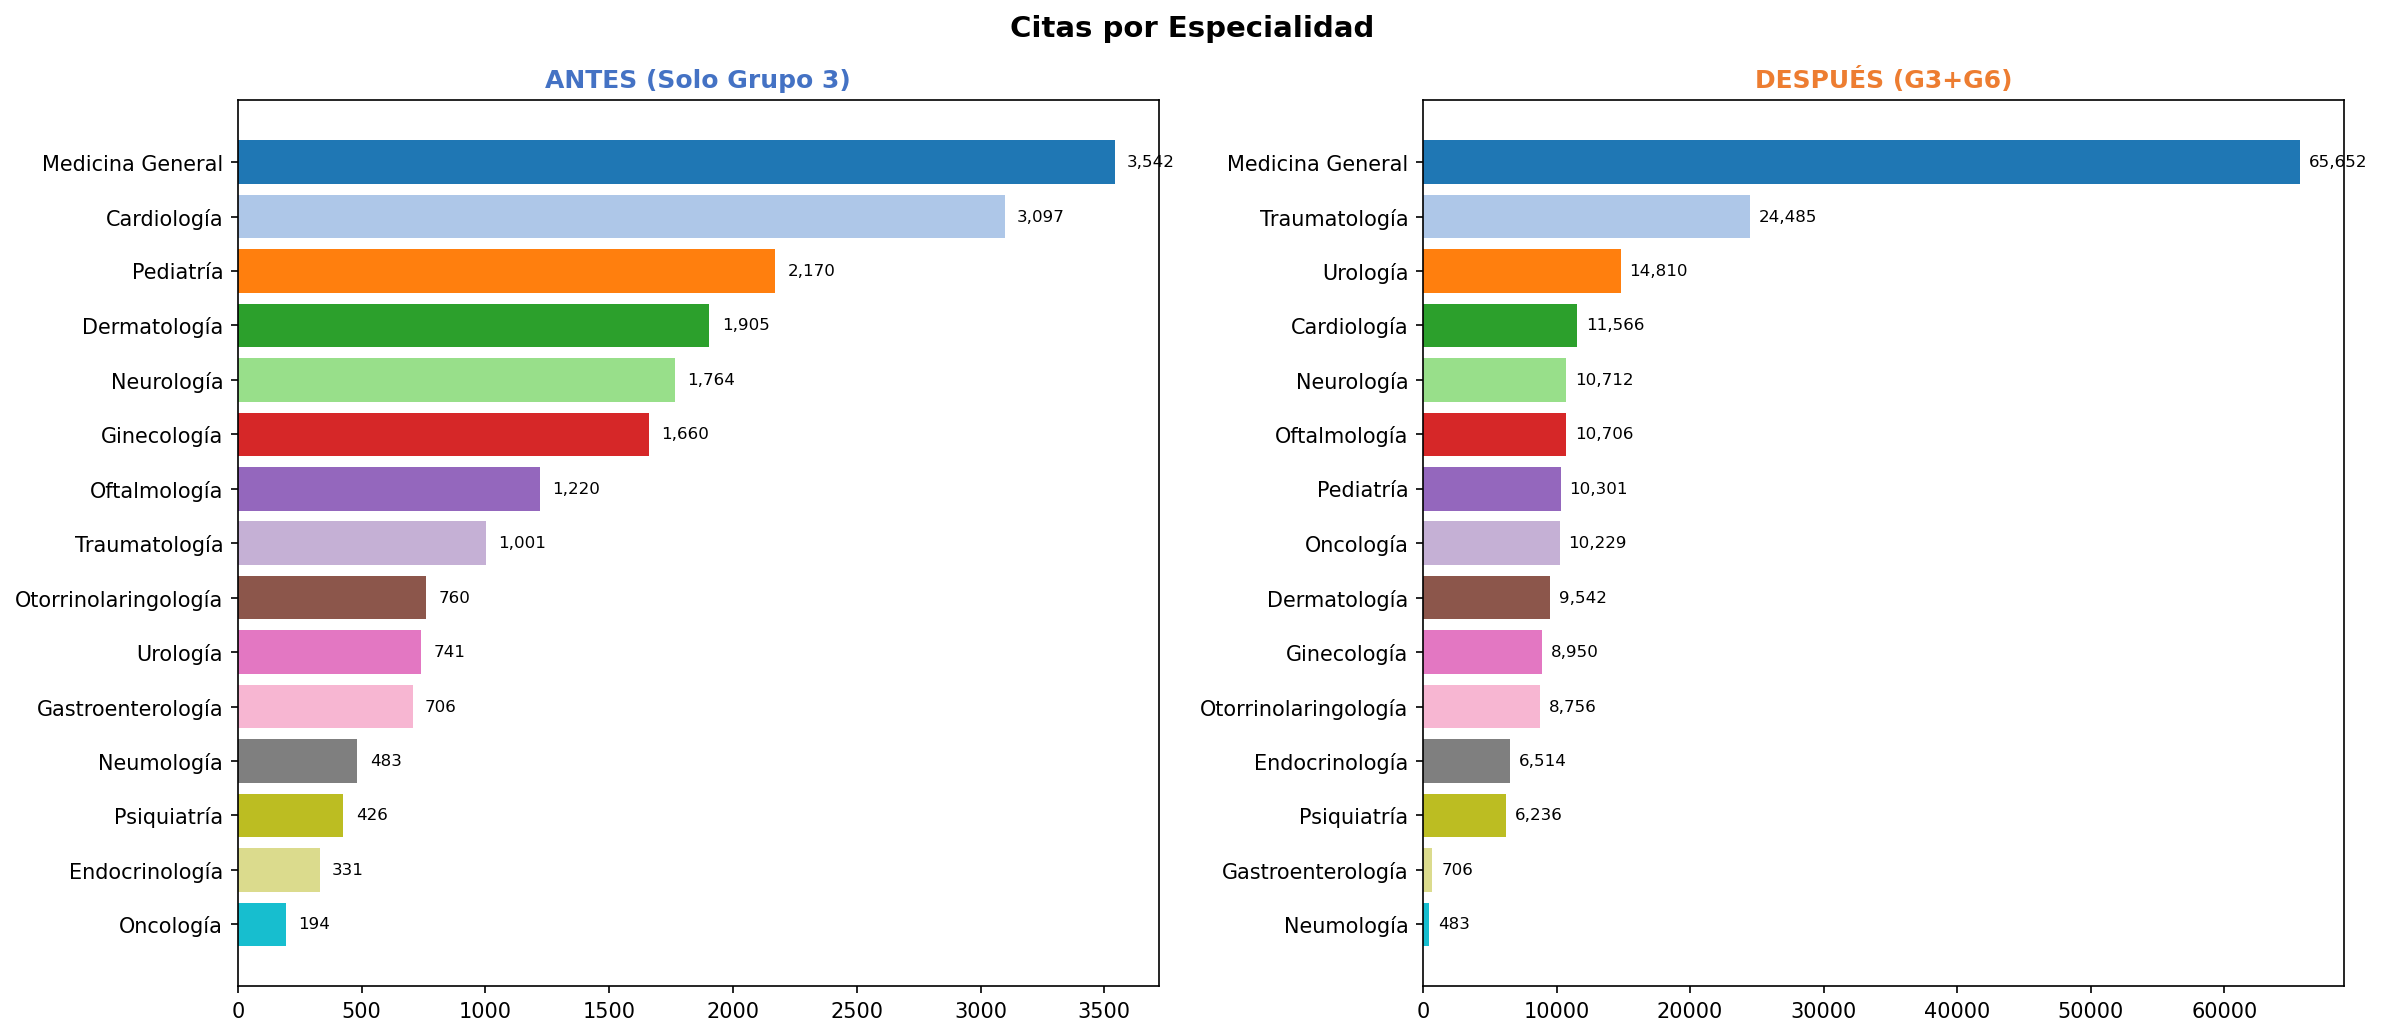 Citas por Especialidad
ANTES (Solo Grupo 3)
Medicina General 3,542
Cardiología 3,097
Pediatría 2,170
Dermatología 1,905
Neurología 1,764
Ginecología 1,660
Oftalmología 1,220
Traumatología 1,001
Otorrinolaringología 760
Urología 741
Gastroenterología 706
Neumología 483
Psiquiatría 426
Endocrinología 331
Oncología 194
0 500 1000 1500 2000 2500 3000 3500
DESPUÉS (G3+G6)
Medicina General 65,652
Traumatología 24,485
Urología 14,810
Cardiología 11,566
Neurología 10,712
Oftalmología 10,706
Pediatría 10,301
Oncología 10,229
Dermatología 9,542
Ginecología 8,950
Otorrinolaringología 8,756
Endocrinología 6,514
Psiquiatría 6,236
Gastroenterología 706
Neumología 483
0 10000 20000 30000 40000 50000 60000